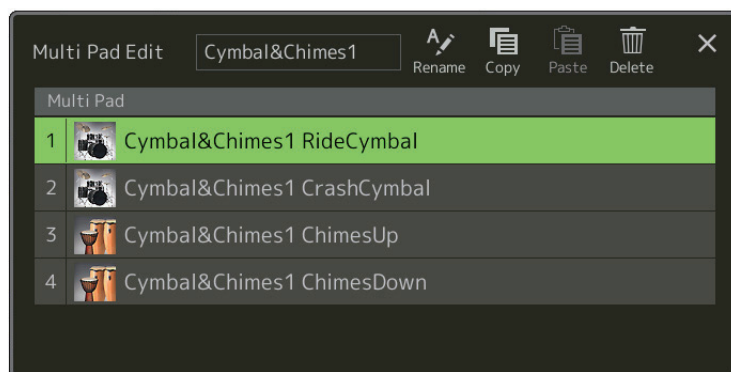 Multi Pad Edit Cymbal&Chimes1 Rename Copy Paste Delete
Multi Pad
1 Cymbal&Chimes1 RideCymbal
2 Cymbal&Chimes1 CrashCymbal
3 Cymbal&Chimes1 ChimesUp
4 Cymbal&Chimes1 ChimesDown